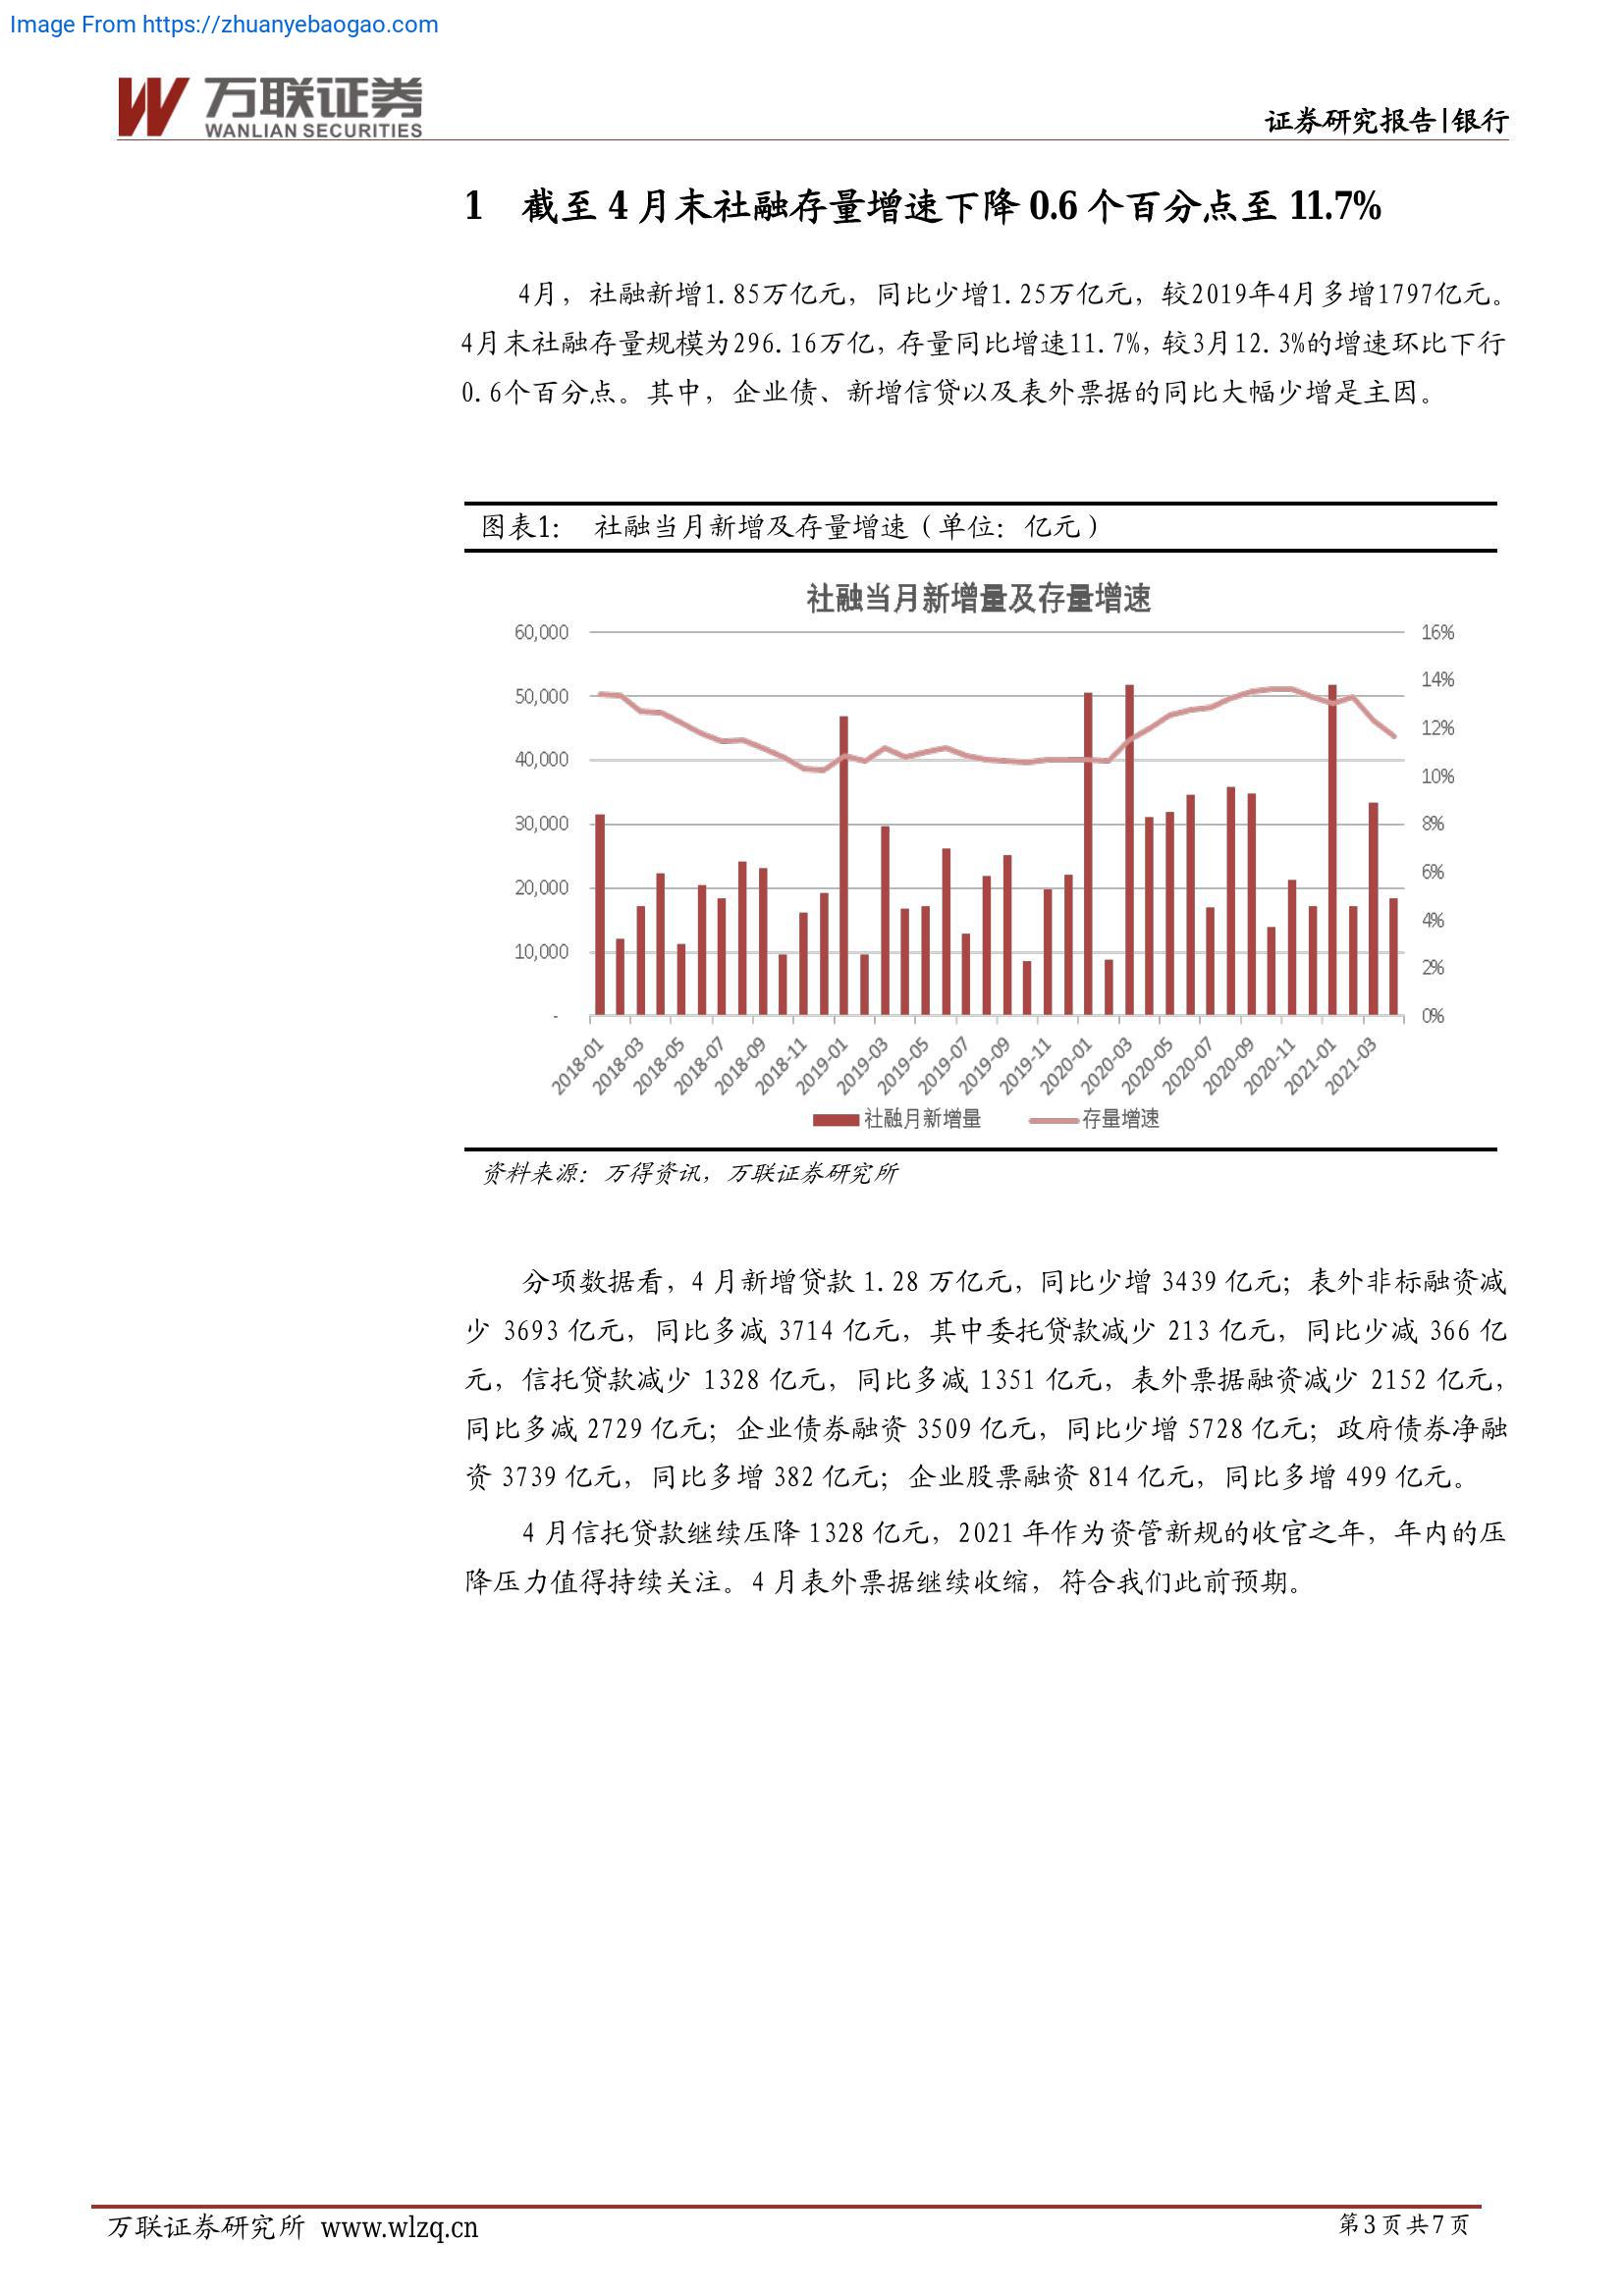 Image From https://zhuanyebaogao.com
万联证券
WANLIAN SECURITIES
证券研究报告|银行
1 截至 4 月末社融存量增速下降 0.6 个百分点至 11.7%
4月，社融新增1.85万亿元，同比少增1.25万亿元，较2019年4月多增1797亿元。
4月末社融存量规模为296.16万亿，存量同比增速11.7%，较3月12.3%的增速环比下行
0.6个百分点。其中，企业债、新增信贷以及表外票据的同比大幅少增是主因。
图表1： 社融当月新增及存量增速（单位：亿元）
社融当月新增量及存量增速
60,000
50,000
40,000
30,000
20,000
10,000
-
16%
14%
12%
10%
8%
6%
4%
2%
0%
2018-01
2018-03
2018-05
2018-07
2018-09
2018-11
2019-01
2019-03
2019-05
2019-07
2019-09
2019-11
2020-01
2020-03
2020-05
2020-07
2020-09
2020-11
2021-01
2021-03
社融月新增量 存量增速
资料来源：万得资讯，万联证券研究所
分项数据看，4 月新增贷款 1.28 万亿元，同比少增 3439 亿元；表外非标融资减
少 3693 亿元，同比多减 3714 亿元，其中委托贷款减少 213 亿元，同比少减 366 亿
元，信托贷款减少 1328 亿元，同比多减 1351 亿元，表外票据融资减少 2152 亿元，
同比多减 2729 亿元；企业债券融资 3509 亿元，同比少增 5728 亿元；政府债券净融
资 3739 亿元，同比多增 382 亿元；企业股票融资 814 亿元，同比多增 499 亿元。
4 月信托贷款继续压降 1328 亿元，2021 年作为资管新规的收官之年，年内的压
降压力值得持续关注。4 月表外票据继续收缩，符合我们此前预期。
万联证券研究所 www.wlzq.cn
第3页共7页